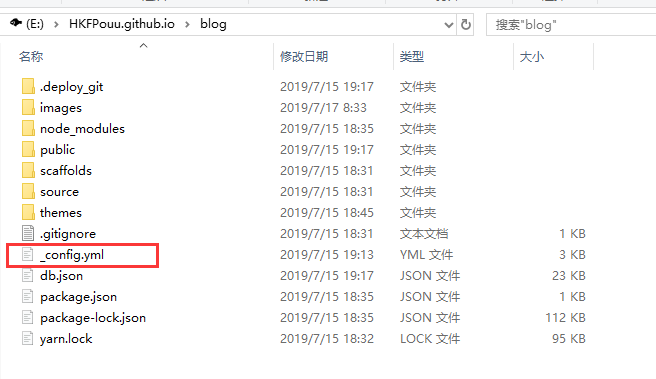 (E:) > HKFPouu.github.io > blog
搜索"blog"
名称 修改日期 类型 大小
.deploy_git 2019/7/15 19:17 文件夹
images 2019/7/17 8:33 文件夹
node_modules 2019/7/15 18:35 文件夹
public 2019/7/15 19:17 文件夹
scaffolds 2019/7/15 18:31 文件夹
source 2019/7/15 18:31 文件夹
themes 2019/7/15 18:45 文件夹
.gitignore 2019/7/15 18:31 文本文档 1 KB
_config.yml 2019/7/15 19:13 YML 文件 3 KB
db.json 2019/7/15 19:17 JSON 文件 23 KB
package.json 2019/7/15 18:35 JSON 文件 1 KB
package-lock.json 2019/7/15 18:35 JSON 文件 112 KB
yarn.lock 2019/7/15 18:32 LOCK 文件 95 KB